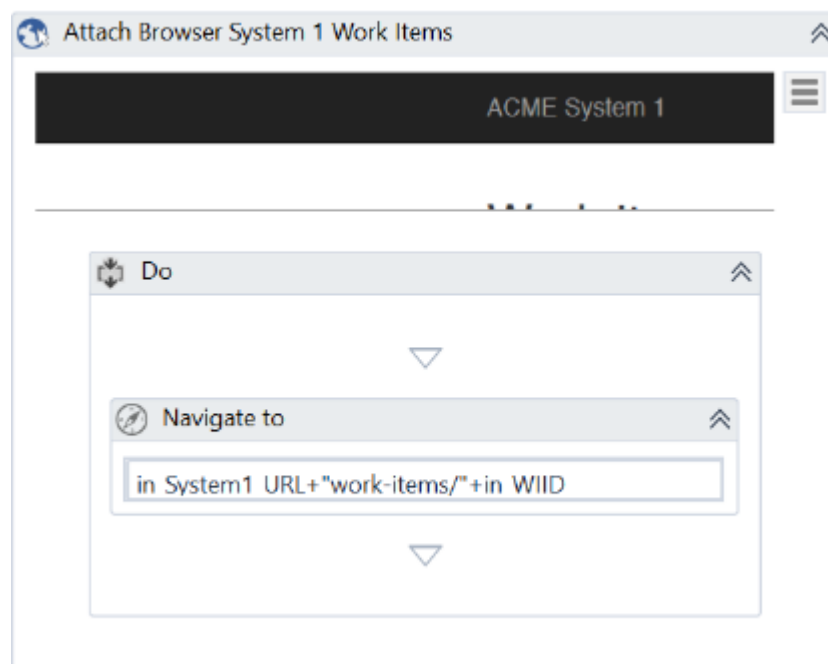 Attach Browser System 1 Work Items
ACME System 1
Do
Navigate to
in System1 URL+"work-items/"+in WIID